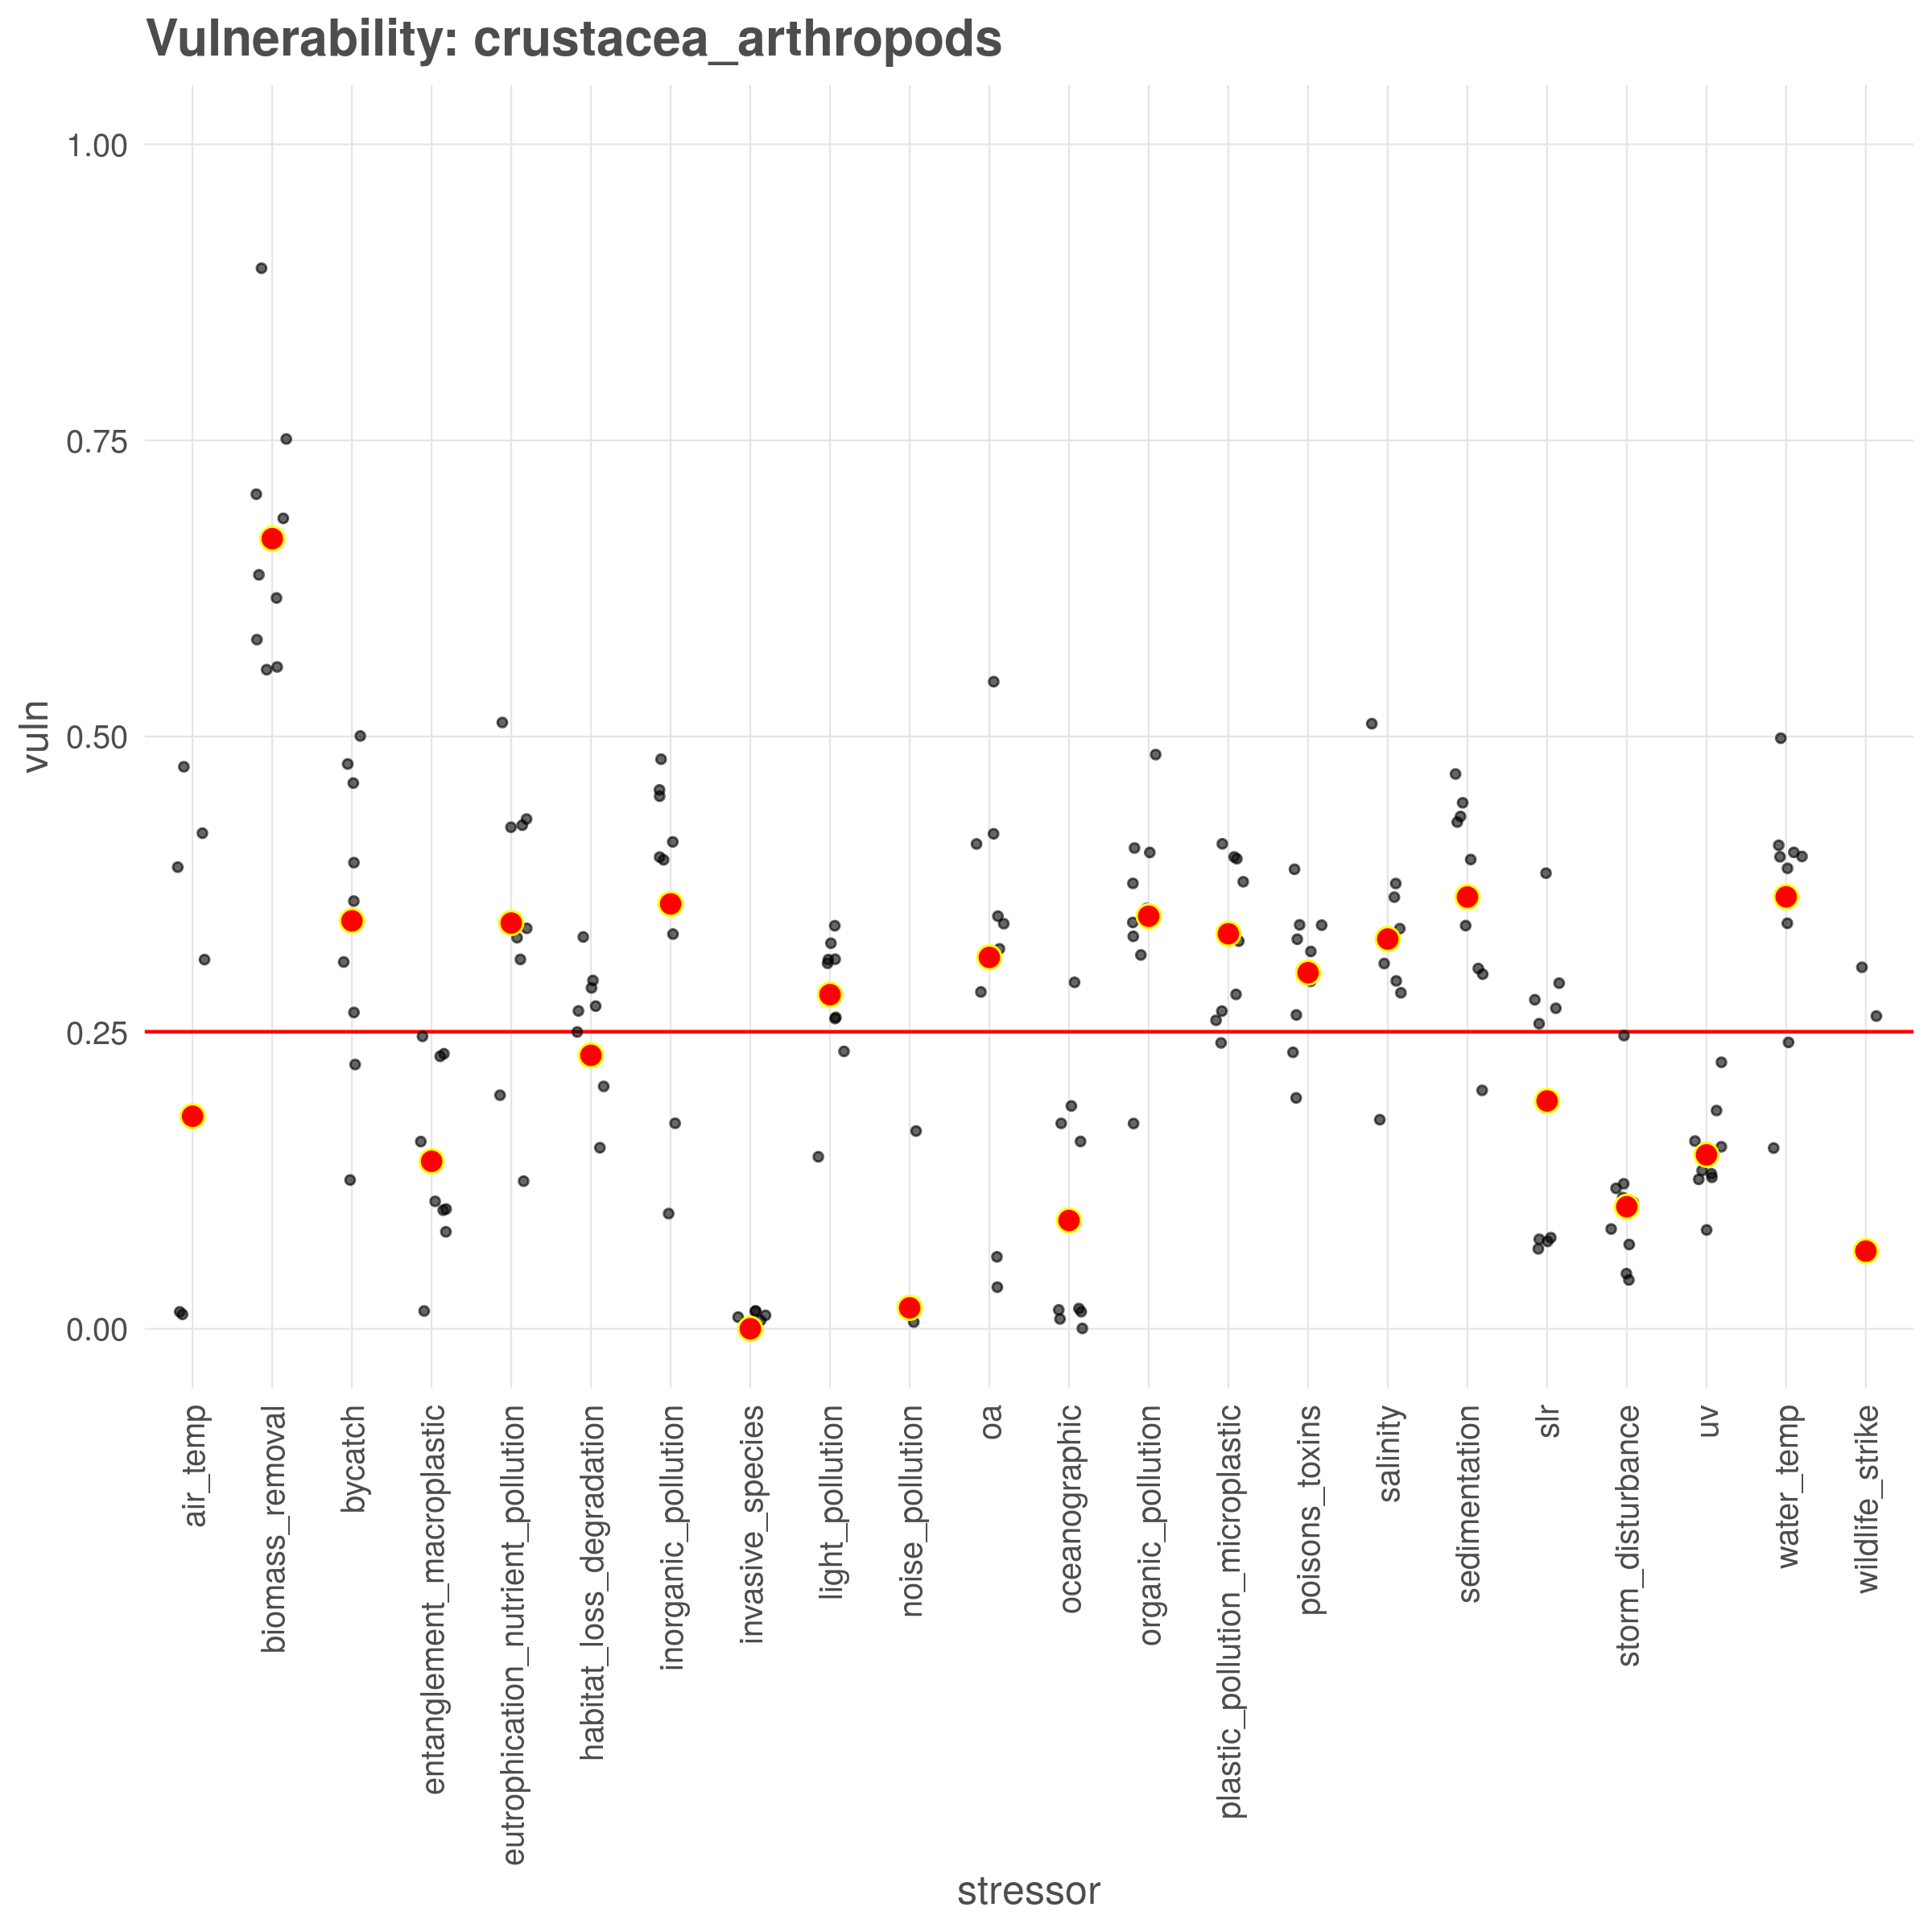 Vulnerability: crustacea_arthropods
1.00
0.75
0.50
0.25
0.00
vuln
air_temp
biomass_removal
bycatch
entanglement_macroplastic
eutrophication_nutrient_pollution
habitat_loss_degradation
inorganic_pollution
invasive_species
light_pollution
noise_pollution
oa
oceanographic
organic_pollution
plastic_pollution_microplastic
poisons_toxins
salinity
sedimentation
slr
storm_disturbance
uv
water_temp
wildlife_strike
stressor